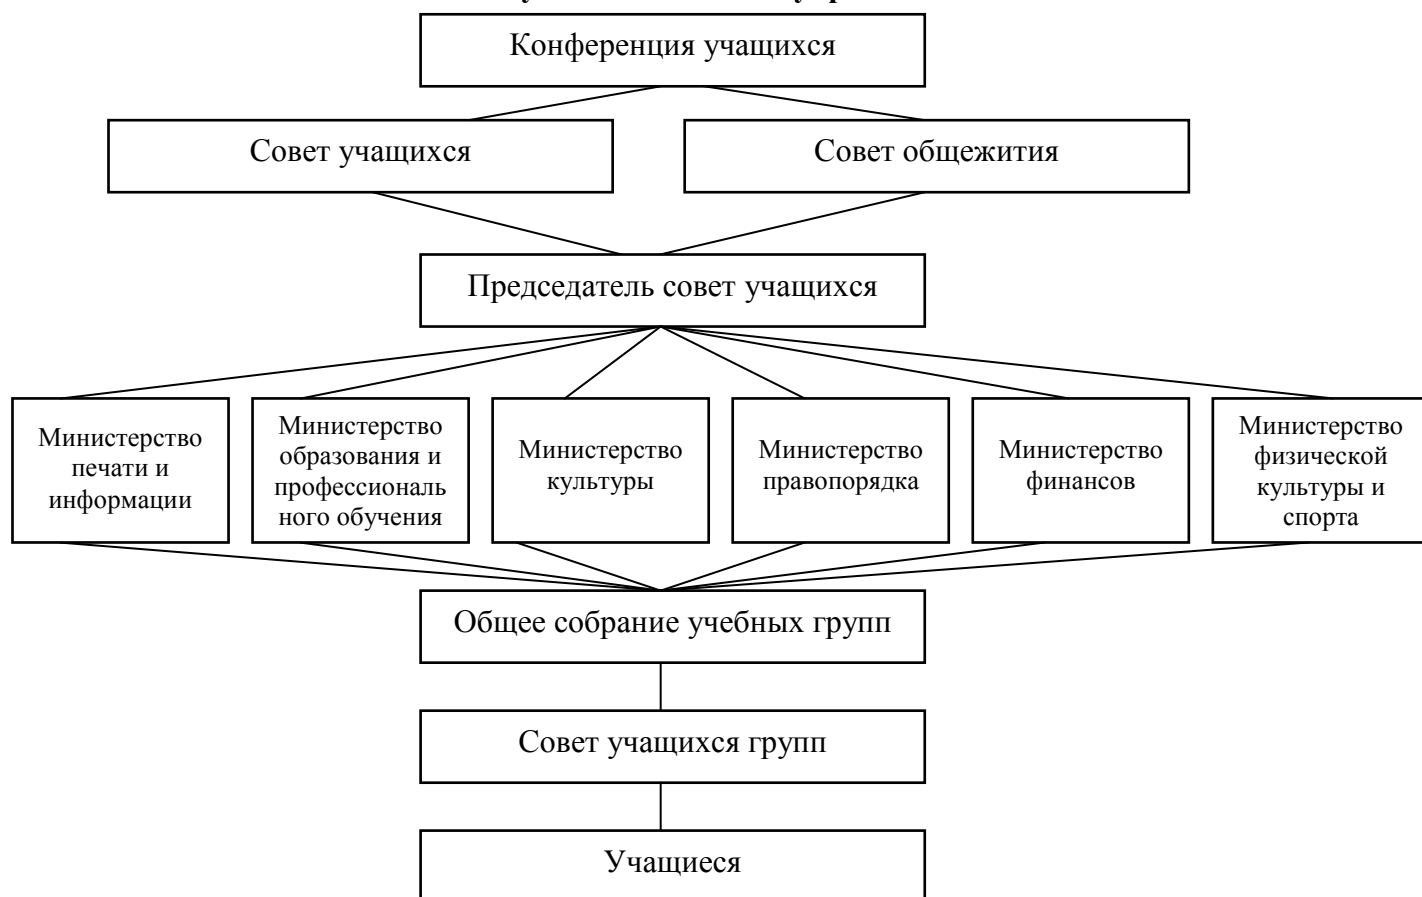 Конференция учащихся
Совет учащихся
Совет общежития
Председатель совет учащихся
Министерство
печати и
информации
Министерство
образования и
профессиональ
ного обучения
Министерство
культуры
Министерство
правопорядка
Министерство
финансов
Министерство
физической
культуры и
спорта
Общее собрание учебных групп
Совет учащихся групп
Учащиеся